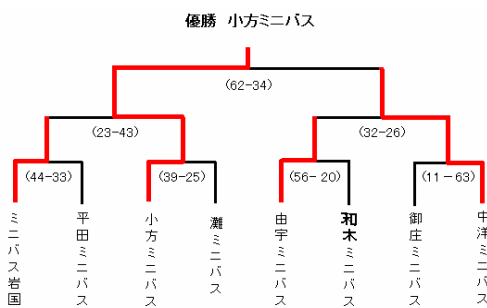 優勝 小方ミニバス
(62-34)
(23-43)
(32-26)
(44-33)
(39-25)
(56-20)
(11-63)
ミニバス岩国
平田ミニバス
小方ミニバス
灘ミニバス
由宇ミニバス
和木ミニバス
御庄ミニバス
中洋ミニバス